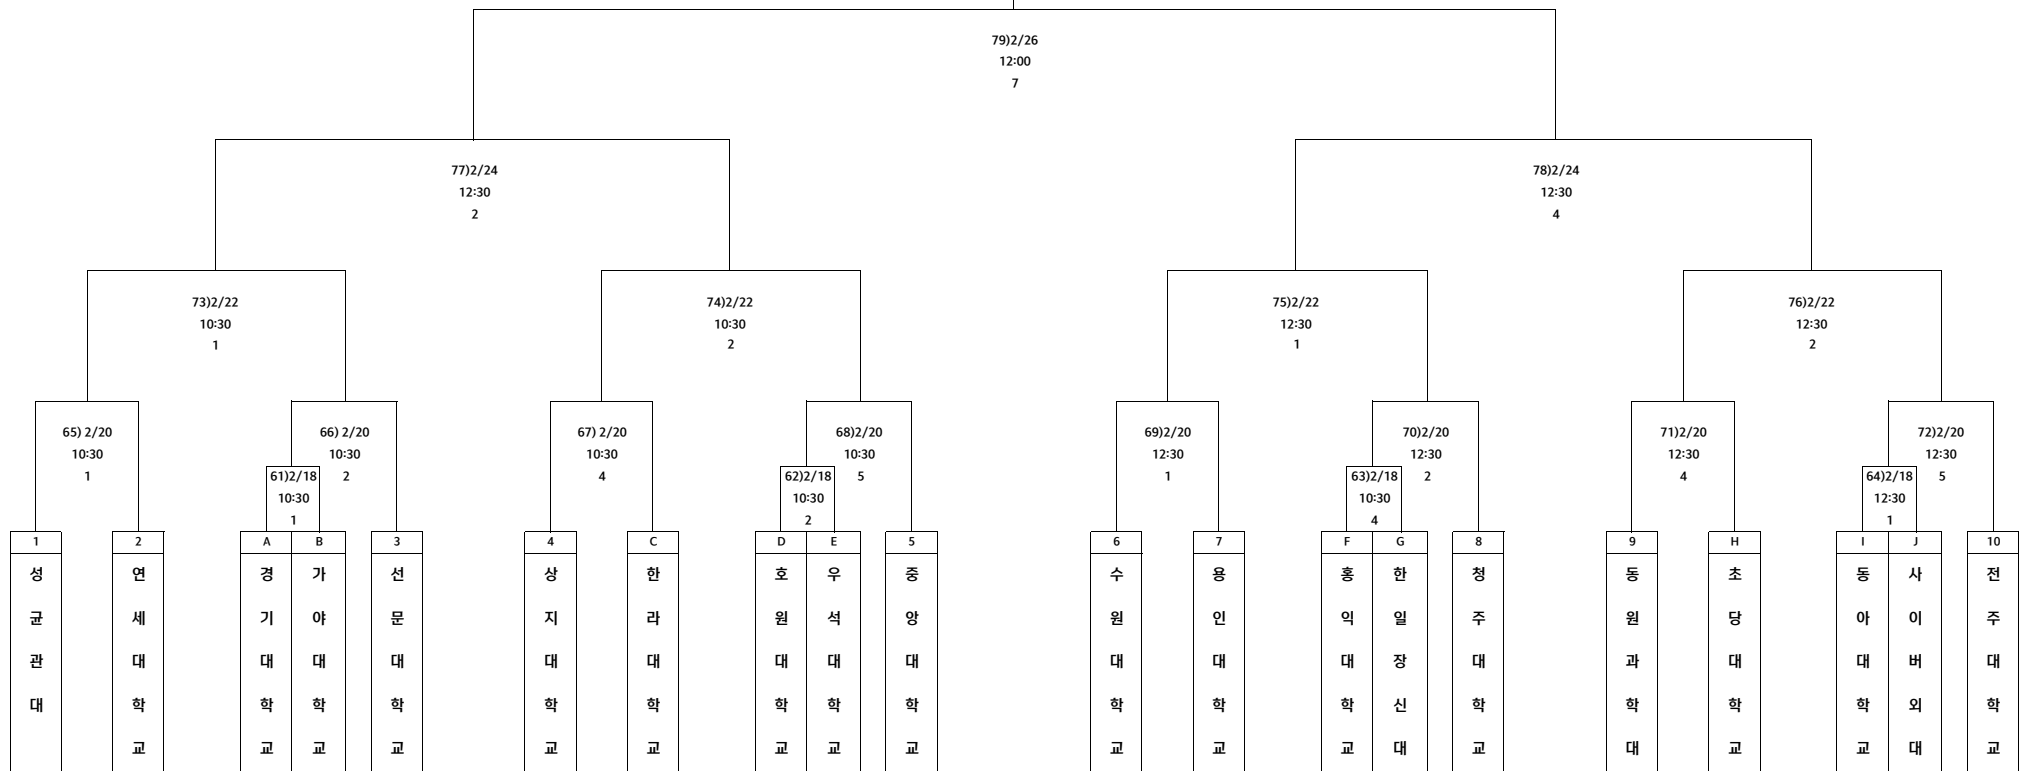 79)2/26
12:00
7
77)2/24
12:30
2
78)2/24
12:30
4
73)2/22
10:30
1
74)2/22
10:30
2
75)2/22
12:30
1
76)2/22
12:30
2
65) 2/20
10:30
1
66) 2/20
10:30
2
67) 2/20
10:30
4
68)2/20
10:30
5
69)2/20
12:30
1
70)2/20
12:30
2
71)2/20
12:30
4
72)2/20
12:30
5
61)2/18
10:30
1
62)2/18
10:30
2
63)2/18
10:30
4
64)2/18
12:30
1
1
성균관대
2
연세대학교
A
경기대학교
B
가야대학교
3
선문대학교
4
상지대학교
C
한라대학교
D
호원대학교
E
우석대학교
5
중앙대학교
6
수원대학교
7
용인대학교
F
홍익대학교
G
한일장신대
8
청주대학교
9
동원과학대
H
초당대학교
I
동아대학교
J
사이버외대
10
전주대학교